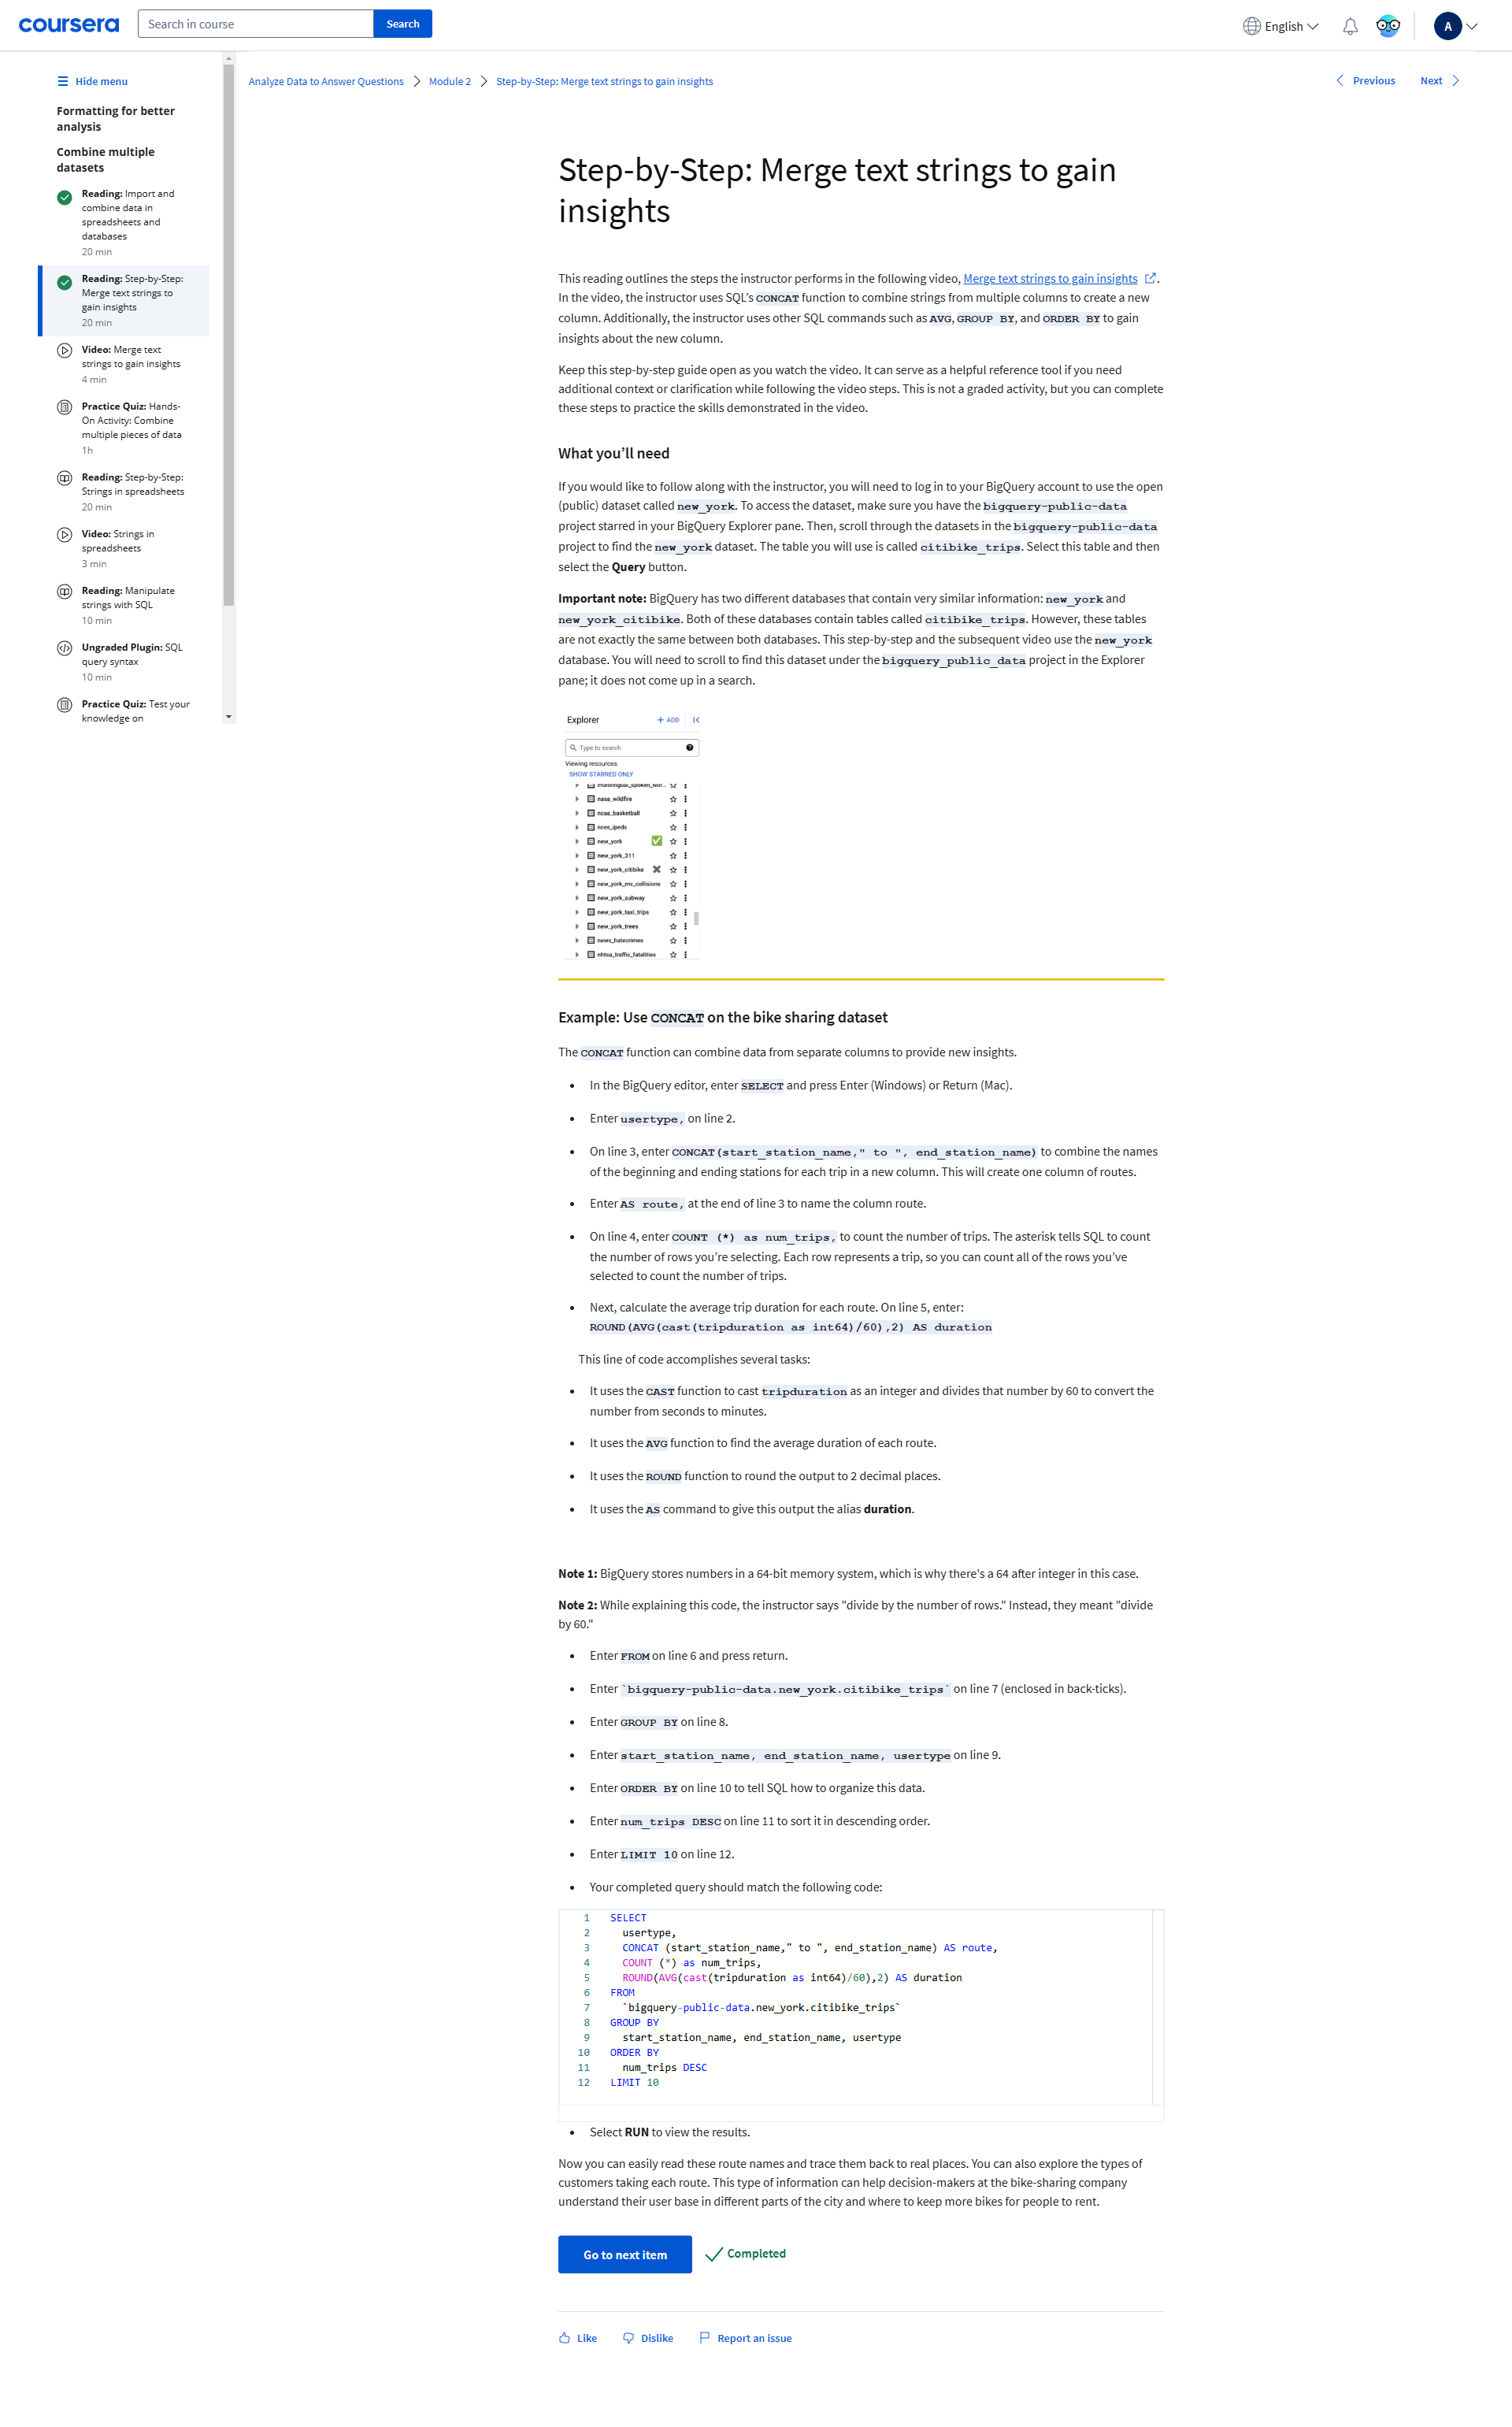 coursera
Search in course
Search
English
A
Hide menu
Formatting for better
analysis
Combine multiple
datasets
Reading: Import and
combine data in
spreadsheets and
databases
20 min
Reading: Step-by-Step:
Merge text strings to
gain insights
20 min
Video: Merge text
strings to gain insights
4 min
Practice Quiz: Hands-
On Activity: Combine
multiple pieces of data
1h
Reading: Step-by-Step:
Strings in spreadsheets
20 min
Video: Strings in
spreadsheets
3 min
Reading: Manipulate
strings with SQL
10 min
Ungraded Plugin: SQL
query syntax
10 min
Practice Quiz: Test your
knowledge on
Analyze Data to Answer Questions
Module 2
Step-by-Step: Merge text strings to gain insights
Previous
Next
Step-by-Step: Merge text strings to gain
insights
This reading outlines the steps the instructor performs in the following video, Merge text strings to gain insights .
In the video, the instructor uses SQL’s CONCAT function to combine strings from multiple columns to create a new
column. Additionally, the instructor uses other SQL commands such as AVG, GROUP BY, and ORDER BY to gain
insights about the new column.
Keep this step-by-step guide open as you watch the video. It can serve as a helpful reference tool if you need
additional context or clarification while following the video steps. This is not a graded activity, but you can complete
these steps to practice the skills demonstrated in the video.
What you’ll need
If you would like to follow along with the instructor, you will need to log in to your BigQuery account to use the open
(public) dataset called new_york. To access the dataset, make sure you have the bigquery-public-data
project starred in your BigQuery Explorer pane. Then, scroll through the datasets in the bigquery-public-data
project to find the new_york dataset. The table you will use is called citibike_trips. Select this table and then
select the Query button.
Important note: BigQuery has two different databases that contain very similar information: new_york and
new_york_citibike. Both of these databases contain tables called citibike_trips. However, these tables
are not exactly the same between both databases. This step-by-step and the subsequent video use the new_york
database. You will need to scroll to find this dataset under the bigquery_public_data project in the Explorer
pane; it does not come up in a search.
Explorer
+ ADD
Type to search
Viewing resources.
SHOW STARRED ONLY
multilingual_spoken_wor...
nasa_wildfire
ncaa_basketball
nces_ipeds
new_york
new_york_311
new_york_citibike
new_york_mv_collisions
new_york_subway
new_york_taxi_trips
new_york_trees
news_hatecrimes
nhtsa_traffic_fatalities
Example: Use CONCAT on the bike sharing dataset
The CONCAT function can combine data from separate columns to provide new insights.
• In the BigQuery editor, enter SELECT and press Enter (Windows) or Return (Mac).
• Enter usertype, on line 2.
• On line 3, enter CONCAT(start_station_name," to ", end_station_name) to combine the names
of the beginning and ending stations for each trip in a new column. This will create one column of routes.
• Enter AS route, at the end of line 3 to name the column route.
• On line 4, enter COUNT (*) as num_trips, to count the number of trips. The asterisk tells SQL to count
the number of rows you’re selecting. Each row represents a trip, so you can count all of the rows you’ve
selected to count the number of trips.
• Next, calculate the average trip duration for each route. On line 5, enter:
ROUND(AVG(cast(tripduration as int64)/60),2) AS duration
This line of code accomplishes several tasks:
• It uses the CAST function to cast tripduration as an integer and divides that number by 60 to convert the
number from seconds to minutes.
• It uses the AVG function to find the average duration of each route.
• It uses the ROUND function to round the output to 2 decimal places.
• It uses the AS command to give this output the alias duration.
Note 1: BigQuery stores numbers in a 64-bit memory system, which is why there's a 64 after integer in this case.
Note 2: While explaining this code, the instructor says "divide by the number of rows." Instead, they meant "divide
by 60."
• Enter FROM on line 6 and press return.
• Enter `bigquery-public-data.new_york.citibike_trips` on line 7 (enclosed in back-ticks).
• Enter GROUP BY on line 8.
• Enter start_station_name, end_station_name, usertype on line 9.
• Enter ORDER BY on line 10 to tell SQL how to organize this data.
• Enter num_trips DESC on line 11 to sort it in descending order.
• Enter LIMIT 10 on line 12.
• Your completed query should match the following code:
1 SELECT
2 usertype,
3 CONCAT (start_station_name," to ", end_station_name) AS route,
4 COUNT (*) as num_trips,
5 ROUND(AVG(cast(tripduration as int64)/60),2) AS duration
6 FROM
7 `bigquery-public-data.new_york.citibike_trips`
8 GROUP BY
9 start_station_name, end_station_name, usertype
10 ORDER BY
11 num_trips DESC
12 LIMIT 10
• Select RUN to view the results.
Now you can easily read these route names and trace them back to real places. You can also explore the types of
customers taking each route. This type of information can help decision-makers at the bike-sharing company
understand their user base in different parts of the city and where to keep more bikes for people to rent.
Go to next item
Completed
Like
Dislike
Report an issue